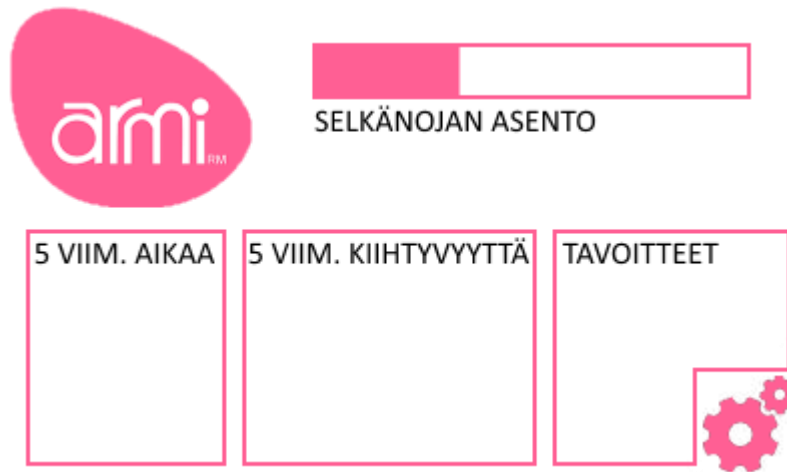 armi
RM
SELKÄNOJAN ASENTO
5 VIIM. AIKAA
5 VIIM. KIIHTYVYYTTÄ
TAVOITTEET